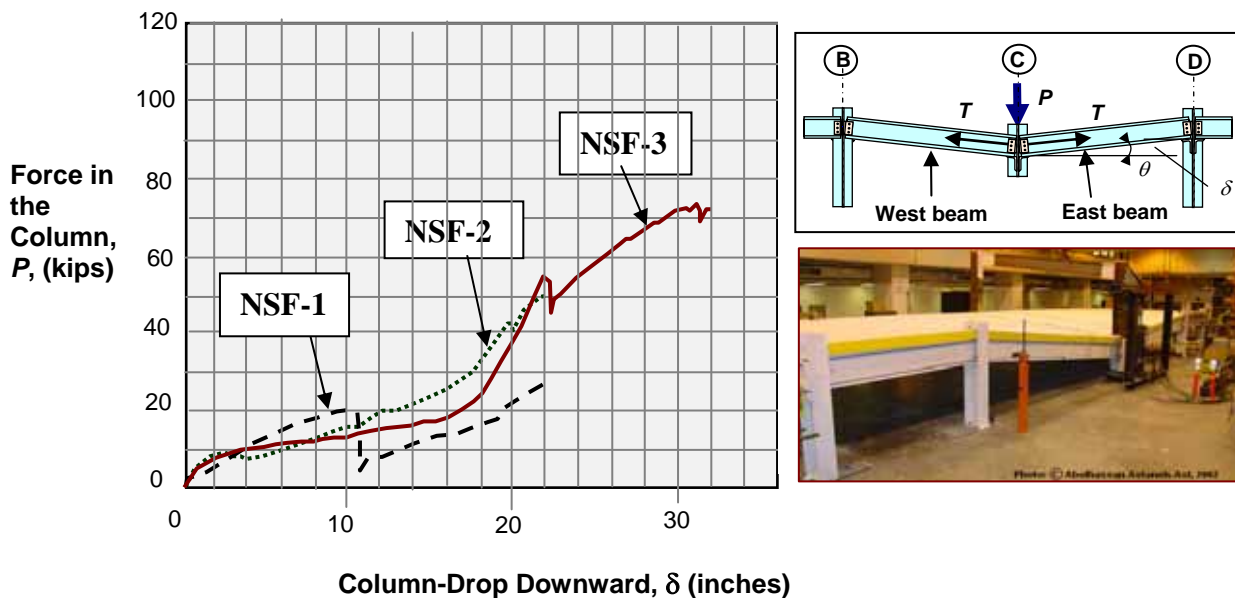 120
100
80
60
40
20
0
Force in
the
Column,
P, (kips)
NSF-1
NSF-2
NSF-3
0
10
20
30
Column-Drop Downward, δ (inches)
B
C
D
P
T
T
θ
δ
West beam
East beam
Photo: © Abolhassan Astaneh-Asl, 2002